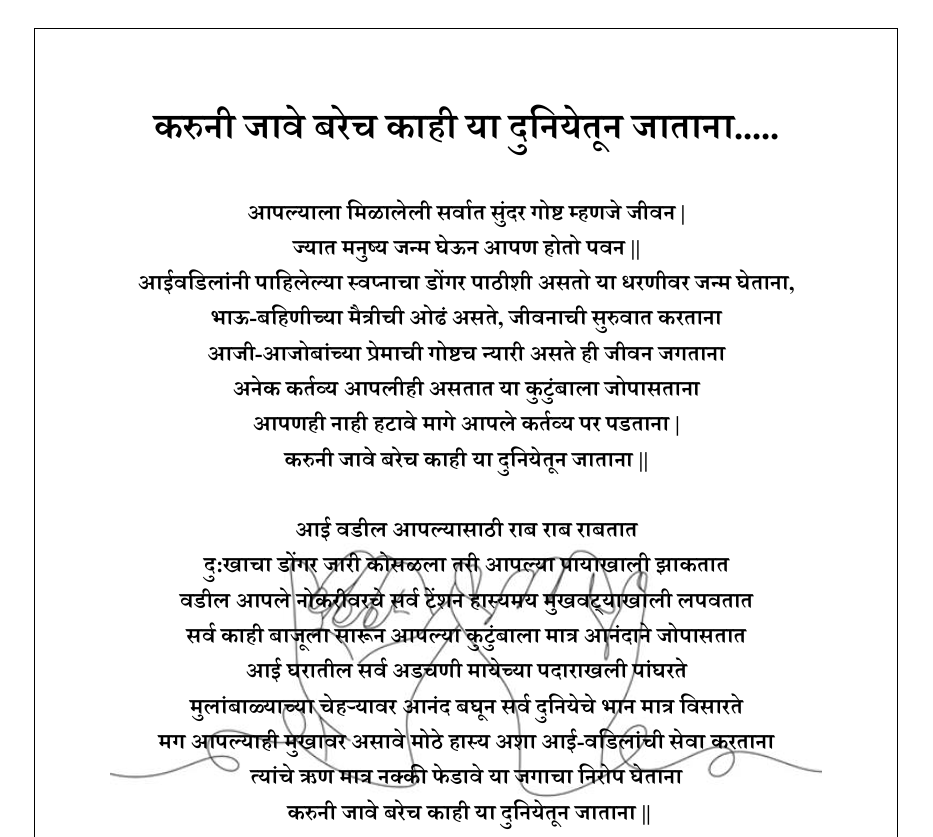 करुनी जावे बरेच काही या दुनियेतून जाताना.....
आपल्याला मिळालेली सर्वात सुंदर गोष्ट म्हणजे जीवन |
ज्यात मनुष्य जन्म घेऊन आपण होतो पवन ||
आईवडिलांनी पाहिलेल्या स्वप्नाचा डोंगर पाठीशी असतो या धरणीवर जन्म घेताना,
भाऊ-बहिणीच्या मैत्रीची ओढं असते, जीवनाची सुरुवात करताना
आजी-आजोबांच्या प्रेमाची गोष्टच न्यारी असते ही जीवन जगताना
अनेक कर्तव्य आपलीही असतात या कुटुंबाला जोपासताना
आपणही नाही हटावे मागे आपले कर्तव्य पर पडताना |
करुनी जावे बरेच काही या दुनियेतून जाताना ||
आई वडील आपल्यासाठी राब राब राबतात
दुःखाचा डोंगर जारी कोसळला तरी आपल्या पायाखाली झाकतात
वडील आपले नोकरीवरचे सर्व टेंशन हास्यमय मुखवट्याखाली लपवतात
सर्व काही बाजूला सारून आपल्या कुटुंबाला मात्र आनंदाने जोपासतात
आई घरातील सर्व अडचणी मायेच्या पदाराखली पांघरते
मुलांबाळ्याच्या चेहऱ्यावर आनंद बघून सर्व दुनियेचे भान मात्र विसारते
मग आपल्याही मुखावर असावे मोठे हास्य अशा आई-वडिलांची सेवा करताना
त्यांचे ऋण मात्र नक्की फेडावे या जगाचा निरोप घेताना
करुनी जावे बरेच काही या दुनियेतून जाताना ||